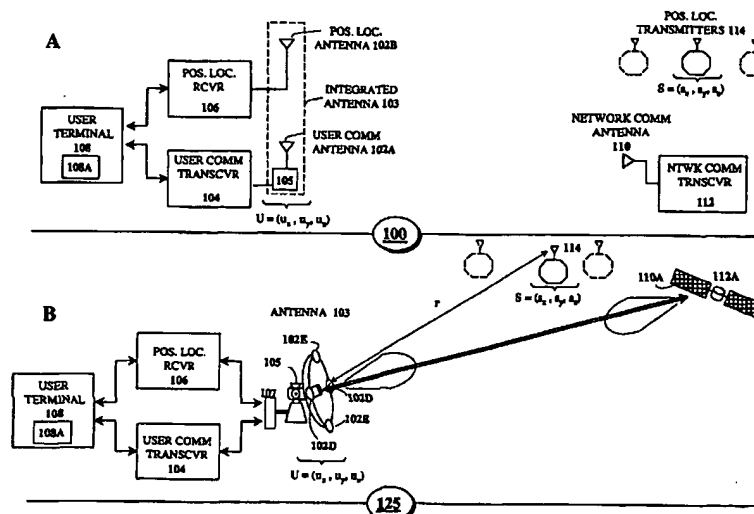 A
POS. LOC.
ANTENNA 102B
POS. LOC.
TRANSMITTERS 114
POS. LOC.
RCVR
106
INTEGRATED
ANTENNA 103
USER
TERMINAL
108
108A
USER COMM
ANTENNA 102A
USER COMM
TRANSCVR
104
105
NETWORK COMM
ANTENNA
110
NTWK COMM
TRNSCVR
112
100
114
110A
112A
B
r
ANTENNA 103
102E
105
POS. LOC.
RCVR
106
107
USER
TERMINAL
108
108A
102D
102E
102D
USER COMM
TRANSCVR
104
125